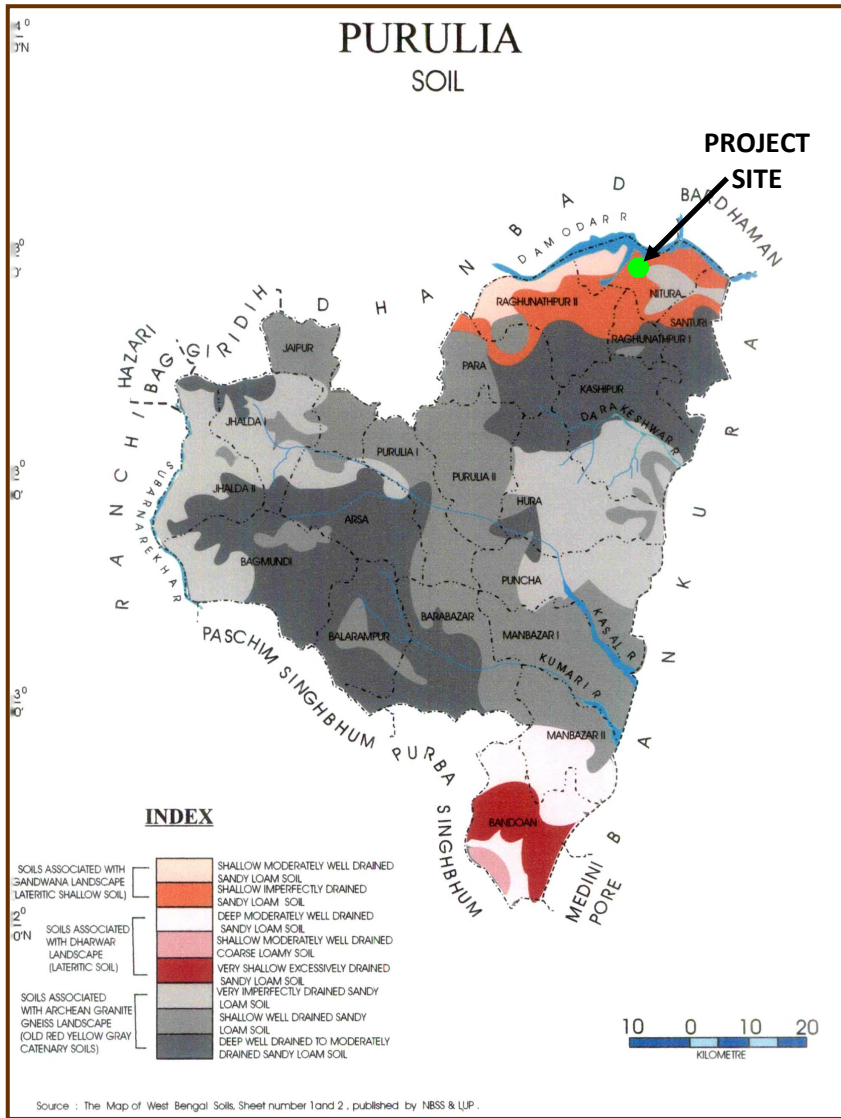 PURULIA
SOIL
PROJECT
SITE
DHANBAD
DAMODAR R
BAADHAMAN
HAZARI
BAG
GIRIDIH
RANCHI
SUBARNAREKHAR
PASCHIM SINGHBHUM
PURBA
SINGHBHUM
MEDINI
PORE
BANKURA
RAGHUNATHPUR II
NITURA
SANTURI
RAGHUNATHPUR I
JAIPUR
PARA
KASHIPUR
DARAKESHWAR R
JHALDA I
PURULIA I
PURULIA II
JHALDA II
HURA
ARSA
BAGMUNDI
PUNCHA
BARABAZAR
BALARAMPUR
MANBAZAR I
KASAI R
KUMARI R
MANBAZAR II
BANDOAN
INDEX
SOILS ASSOCIATED WITH
GANDWANA LANDSCAPE
(LATERITIC SHALLOW SOIL)
SHALLOW MODERATELY WELL DRAINED
SANDY LOAM SOIL
SHALLOW IMPERFECTLY DRAINED
SANDY LOAM SOIL
SOILS ASSOCIATED
WITH DHARWAR
LANDSCAPE
(LATERITIC SOIL)
DEEP MODERATELY WELL DRAINED
SANDY LOAM SOIL
SHALLOW MODERATELY WELL DRAINED
COARSE LOAMY SOIL
VERY SHALLOW EXCESSIVELY DRAINED
SANDY LOAM SOIL
SOILS ASSOCIATED
WITH ARCHEAN GRANITE
GNEISS LANDSCAPE
(OLD RED YELLOW GRAY
CATENARY SOILS)
VERY IMPERFECTLY DRAINED SANDY
LOAM SOIL
SHALLOW WELL DRAINED SANDY
LOAM SOIL
DEEP WELL DRAINED TO MODERATELY
DRAINED SANDY LOAM SOIL
10 0 10 20
KILOMETRE
Source : The Map of West Bengal Soils, Sheet number 1and 2 , published by NBSS & LUP .